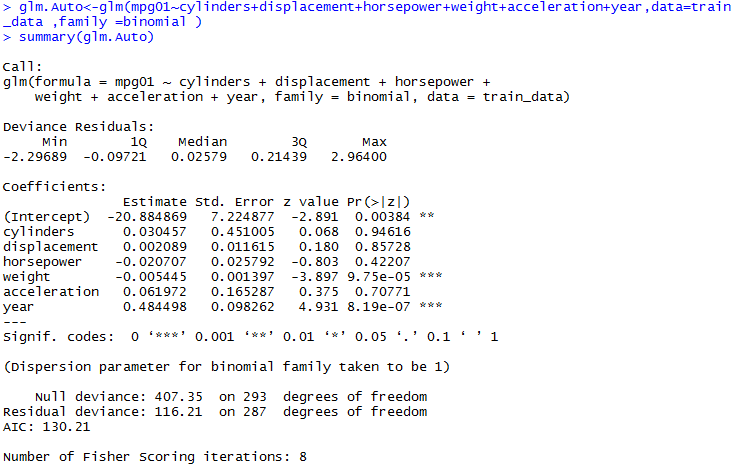 > glm.Auto<-glm(mpg01~cylinders+displacement+horsepower+weight+acceleration+year,data=train
_data ,family =binomial )
> summary(glm.Auto)
Call:
glm(formula = mpg01 ~ cylinders + displacement + horsepower +
    weight + acceleration + year, family = binomial, data = train_data)
Deviance Residuals:
     Min        1Q    Median        3Q       Max
-2.29689  -0.09721   0.02579   0.21439   2.96400
Coefficients:
               Estimate Std. Error z value Pr(>|z|)
(Intercept)  -20.884869   7.224877  -2.891  0.00384 **
cylinders      0.030457   0.451005   0.068  0.94616
displacement   0.002089   0.011615   0.180  0.85728
horsepower    -0.020707   0.025792  -0.803  0.42207
weight        -0.005445   0.001397  -3.897 9.75e-05 ***
acceleration   0.061972   0.165287   0.375  0.70771
year           0.484498   0.098262   4.931 8.19e-07 ***
---
Signif. codes:  0 ‘***’ 0.001 ‘**’ 0.01 ‘*’ 0.05 ‘.’ 0.1 ‘ ’ 1
(Dispersion parameter for binomial family taken to be 1)
    Null deviance: 407.35  on 293  degrees of freedom
Residual deviance: 116.21  on 287  degrees of freedom
AIC: 130.21
Number of Fisher Scoring iterations: 8